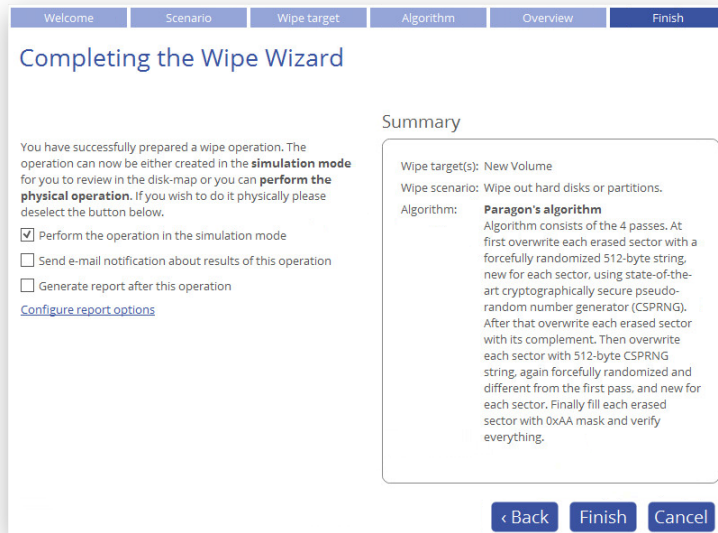 Welcome
Scenario
Wipe target
Algorithm
Overview
Finish
Completing the Wipe Wizard
You have successfully prepared a wipe operation. The
operation can now be either created in the simulation mode
for you to review in the disk-map or you can perform the
physical operation. If you wish to do it physically please
deselect the button below.
Perform the operation in the simulation mode
Send e-mail notification about results of this operation
Generate report after this operation
Configure report options
Summary
Wipe target(s): New Volume
Wipe scenario: Wipe out hard disks or partitions.
Algorithm: Paragon's algorithm
Algorithm consists of the 4 passes. At
first overwrite each erased sector with a
forcefully randomized 512-byte string,
new for each sector, using state-of-the-
art cryptographically secure pseudo-
random number generator (CSPRNG).
After that overwrite each erased sector
with its complement. Then overwrite
each sector with 512-byte CSPRNG
string, again forcefully randomized and
different from the first pass, and new for
each sector. Finally fill each erased
sector with 0xAA mask and verify
everything.
‹ Back
Finish
Cancel